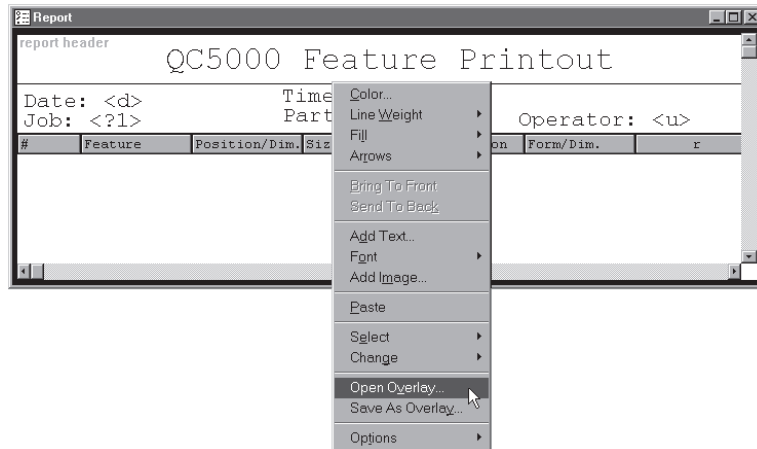 Report
report header
QC5000 Feature Printout
Date: <d> Time
Job: <?1> Part Operator: <u>
# Feature Position/Dim. Siz on Form/Dim. r
Color...
Line Weight
Fill
Arrows
Bring To Front
Send To Back
Add Text...
Font
Add Image...
Paste
Select
Change
Open Overlay...
Save As Overlay...
Options